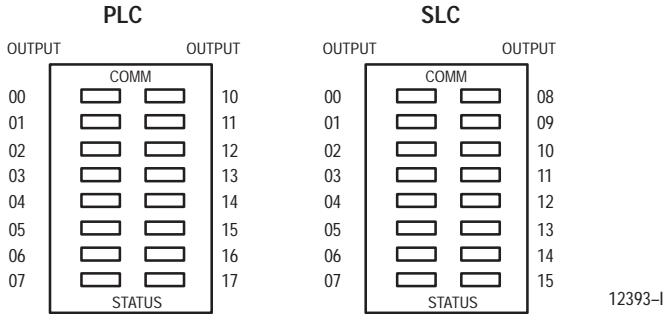 PLC SLC
OUTPUT OUTPUT OUTPUT OUTPUT
COMM COMM
00 10 00 08
01 11 01 09
02 12 02 10
03 13 03 11
04 14 04 12
05 15 05 13
06 16 06 14
07 17 07 15
STATUS STATUS
12393–I